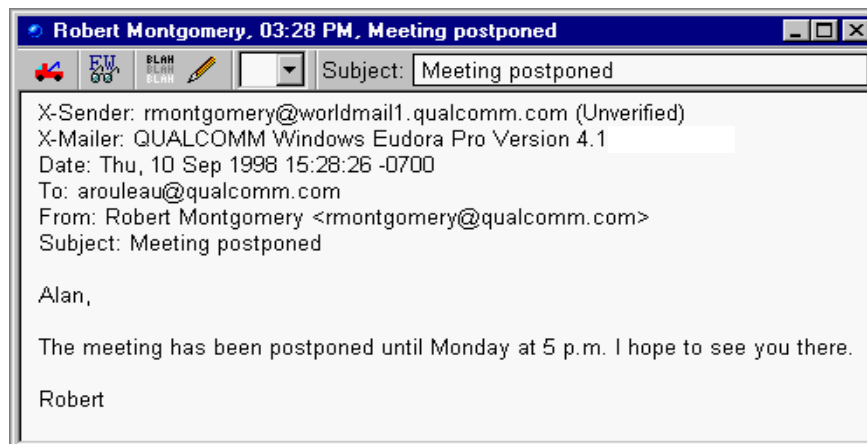 Robert Montgomery, 03:28 PM, Meeting postponed
EW BLAH BLAH BLAH Subject: Meeting postponed
X-Sender: rmontgomery@worldmail1.qualcomm.com (Unverified)
X-Mailer: QUALCOMM Windows Eudora Pro Version 4.1
Date: Thu, 10 Sep 1998 15:28:26 -0700
To: arouleau@qualcomm.com
From: Robert Montgomery <rmontgomery@qualcomm.com>
Subject: Meeting postponed
Alan,
The meeting has been postponed until Monday at 5 p.m. I hope to see you there.
Robert